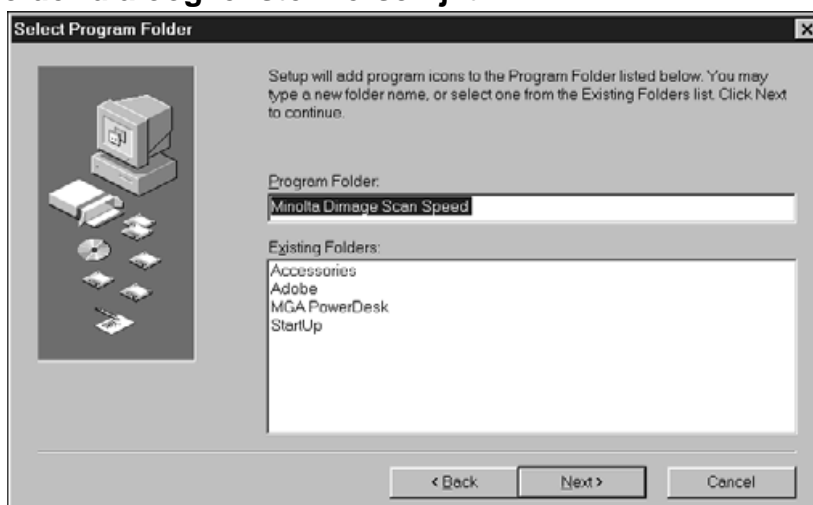 Select Program Folder
Setup will add program icons to the Program Folder listed below. You may
type a new folder name, or select one from the Existing Folders list. Click Next
to continue.
Program Folder:
Minolta Dimage Scan Speed
Existing Folders:
Accessories
Adobe
MGA PowerDesk
StartUp
< Back
Next >
Cancel